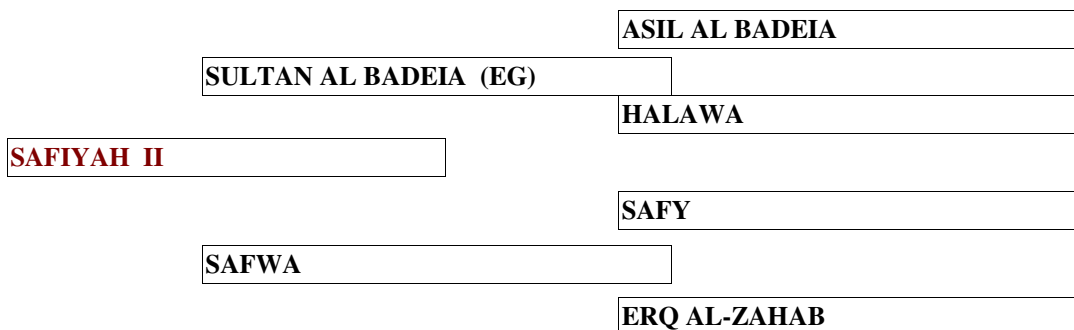 ASIL AL BADEIA
SULTAN AL BADEIA (EG)
HALAWA
SAFIYAH II
SAFY
SAFWA
ERQ AL-ZAHAB